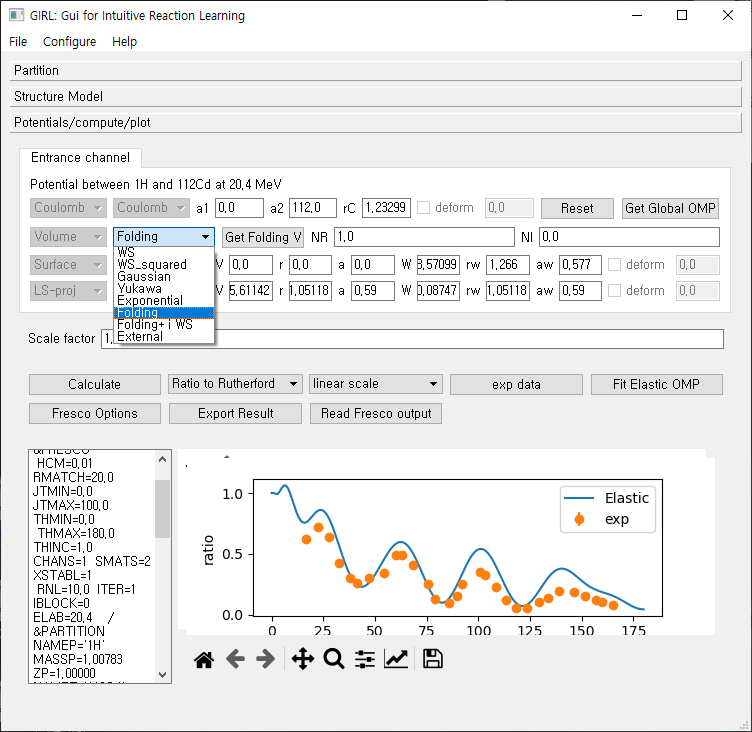 GIRL: Gui for Intuitive Reaction Learning
File Configure Help
Partition
Structure Model
Potentials/compute/plot
Entrance channel
Potential between 1H and 112Cd at 20,4 MeV
Coulomb Coulomb a1 0,0 a2 112,0 rC 1,23299 deform 0,0 Reset Get Global OMP
Volume Folding Get Folding V NR 1,0 NI 0,0
WS
Surface WS_squared V 0,0 r 0,0 a 0,0 W 8,57099 rw 1,266 aw 0,577 deform 0,0
Gaussian
LS-proj Yukawa 5,61142 r 1,05118 a 0,59 W 0,08747 rw 1,05118 aw 0,59 deform 0,0
Exponential
Folding
Folding+ i WS
External
Scale factor 1,
Calculate Ratio to Rutherford linear scale exp data Fit Elastic OMP
Fresco Options Export Result Read Fresco output
&FRESCO
HCM=0,01
RMATCH=20,0
JTMIN=0,0
JTMAX=100,0
THMIN=0,0
THMAX=180,0
THINC=1,0
CHANS=1 SMATS=2
XSTABL=1
RNL=10,0 ITER=1
IBLOCK=0
ELAB=20,4 /
&PARTITION
NAMEP='1H'
MASSP=1,00783
ZP=1,00000
1.0
0.5
0.0
ratio
Elastic
exp
0 25 50 75 100 125 150 175